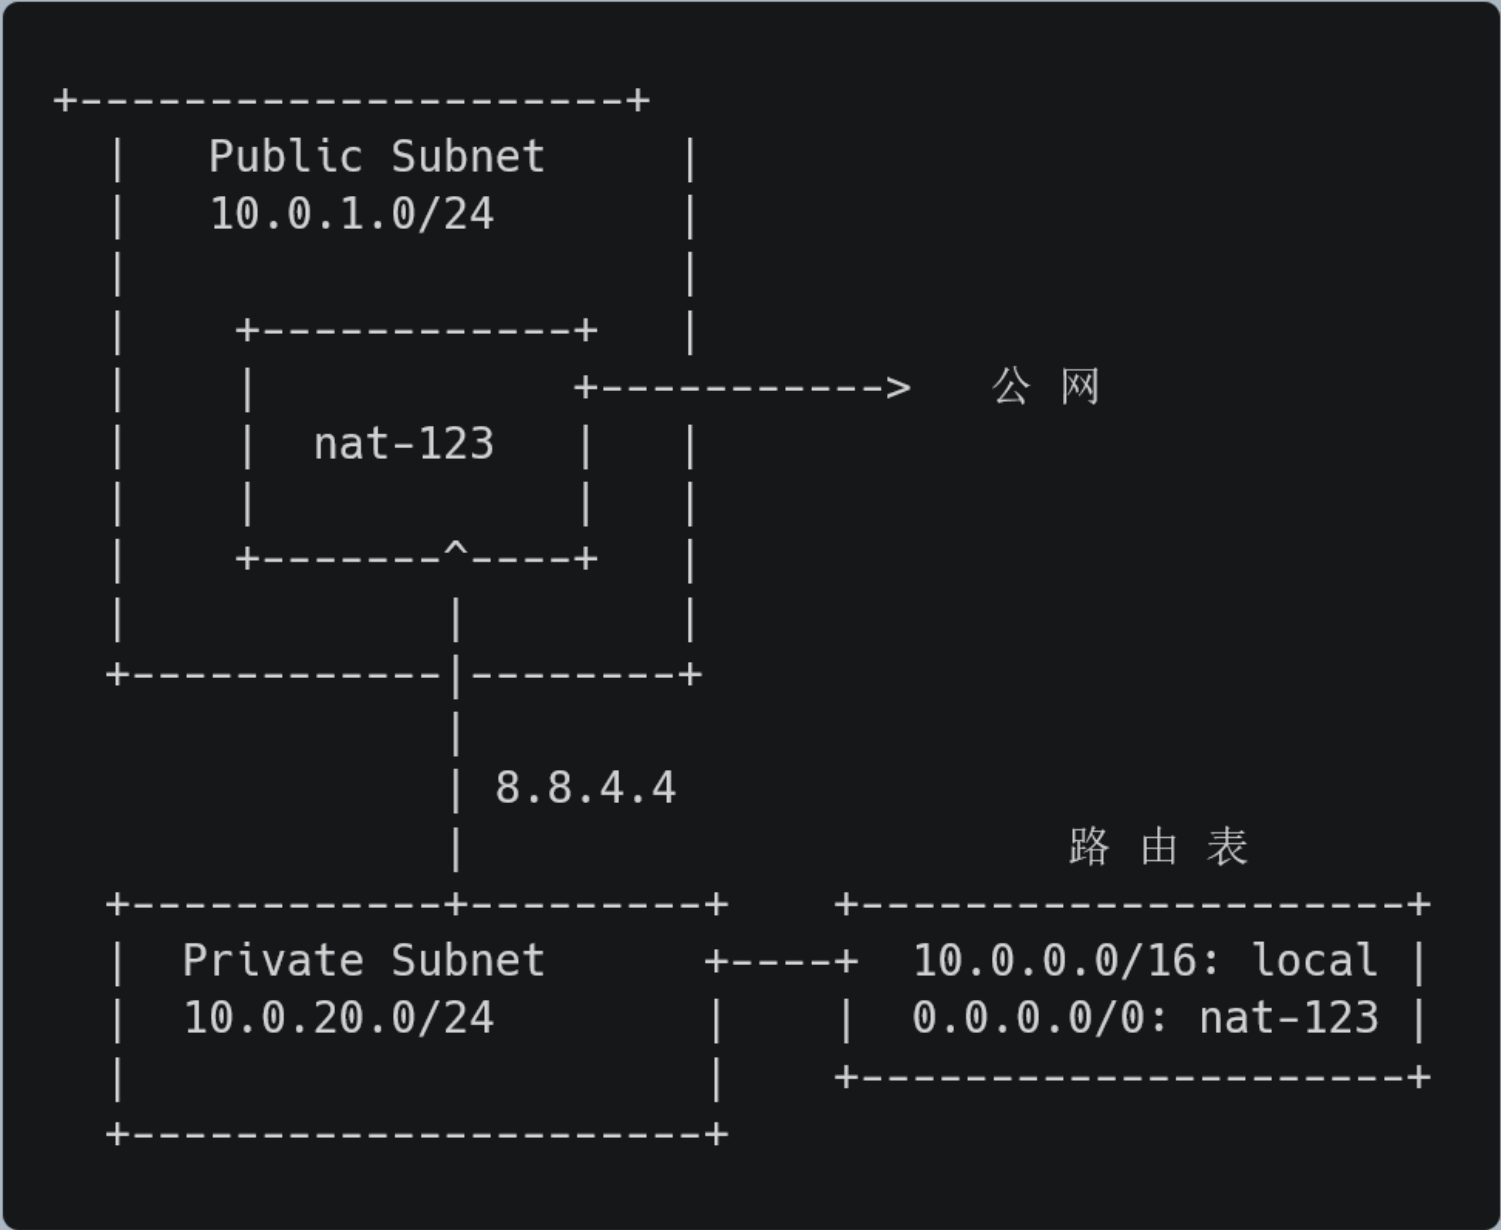 Public Subnet
10.0.1.0/24
公网
nat-123
8.8.4.4
路由表
Private Subnet
10.0.20.0/24
10.0.0.0/16: local
0.0.0.0/0: nat-123